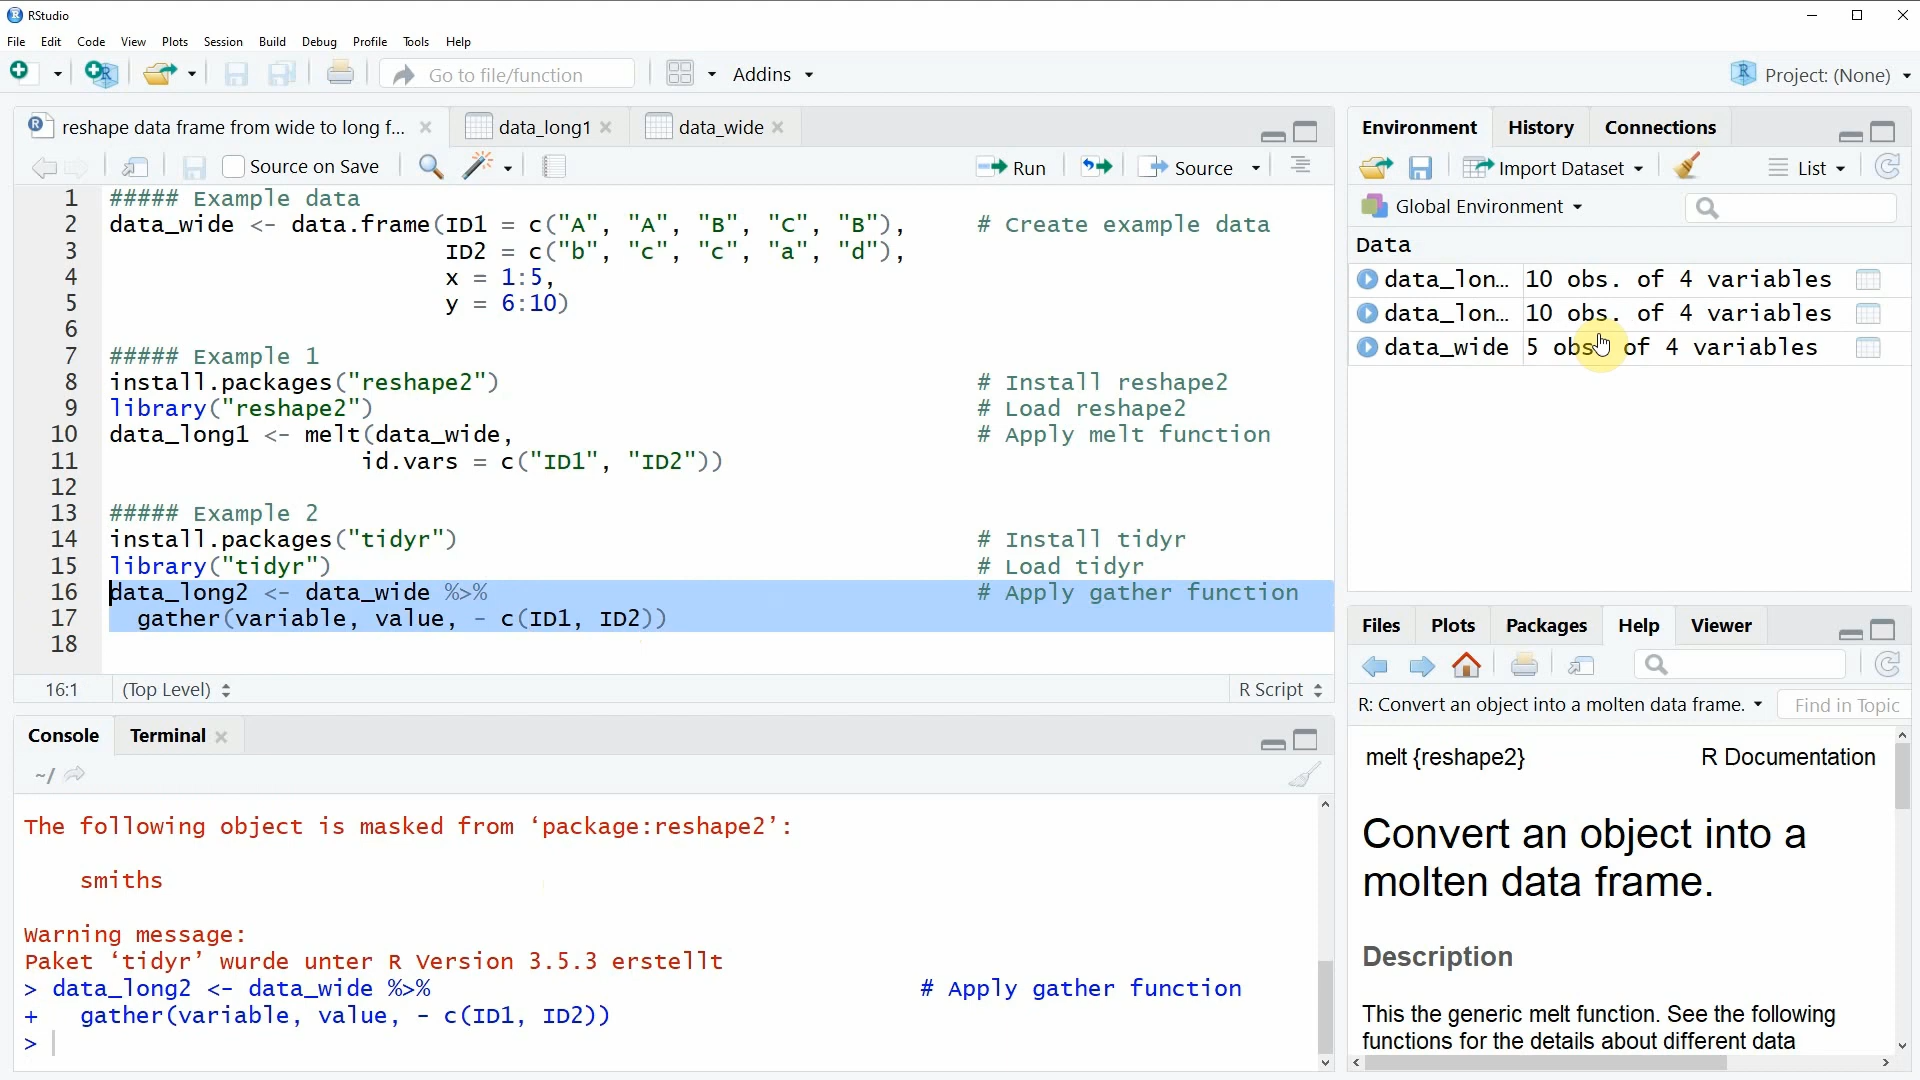 RStudio
File Edit Code View Plots Session Build Debug Profile Tools Help
Go to file/function
Addins
Project: (None)
reshape data frame from wide to long f...
data_long1
data_wide
Source on Save
Run
Source
1 ##### Example data
2 data_wide <- data.frame(ID1 = c("A", "A", "B", "C", "B"), # Create example data
3 ID2 = c("b", "c", "c", "a", "d"),
4 x = 1:5,
5 y = 6:10)
6
7 ##### Example 1
8 install.packages("reshape2") # Install reshape2
9 library("reshape2") # Load reshape2
10 data_long1 <- melt(data_wide, # Apply melt function
11 id.vars = c("ID1", "ID2"))
12
13 ##### Example 2
14 install.packages("tidyr") # Install tidyr
15 library("tidyr") # Load tidyr
16 data_long2 <- data_wide %>% # Apply gather function
17 gather(variable, value, - c(ID1, ID2))
18
16:1 (Top Level) R Script
Console Terminal
~/
The following object is masked from ‘package:reshape2’:
smiths
Warning message:
Paket ‘tidyr’ wurde unter R Version 3.5.3 erstellt
> data_long2 <- data_wide %>% # Apply gather function
+ gather(variable, value, - c(ID1, ID2))
>
Environment History Connections
Import Dataset
List
Global Environment
Data
data_lon... 10 obs. of 4 variables
data_lon... 10 obs. of 4 variables
data_wide 5 obs. of 4 variables
Files Plots Packages Help Viewer
R: Convert an object into a molten data frame.
Find in Topic
melt {reshape2} R Documentation
Convert an object into a
molten data frame.
Description
This the generic melt function. See the following
functions for the details about different data